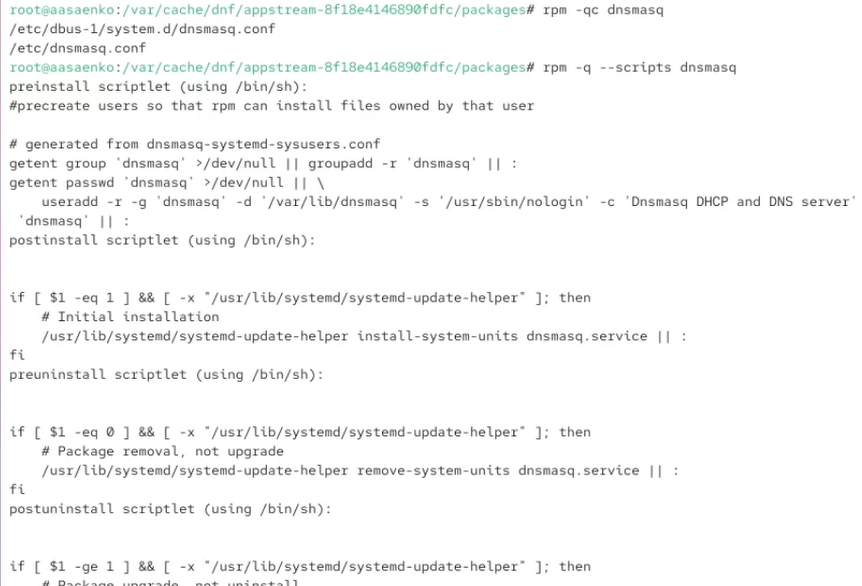 root@aasaenko:/var/cache/dnf/appstream-8f18e4146890fdfc/packages# rpm -qc dnsmasq
/etc/dbus-1/system.d/dnsmasq.conf
/etc/dnsmasq.conf
root@aasaenko:/var/cache/dnf/appstream-8f18e4146890fdfc/packages# rpm -q --scripts dnsmasq
preinstall scriptlet (using /bin/sh):
#precreate users so that rpm can install files owned by that user

# generated from dnsmasq-systemd-sysusers.conf
getent group 'dnsmasq' >/dev/null || groupadd -r 'dnsmasq' || :
getent passwd 'dnsmasq' >/dev/null || \
    useradd -r -g 'dnsmasq' -d '/var/lib/dnsmasq' -s '/usr/sbin/nologin' -c 'Dnsmasq DHCP and DNS server'
 'dnsmasq' || :
postinstall scriptlet (using /bin/sh):


if [ $1 -eq 1 ] && [ -x "/usr/lib/systemd/systemd-update-helper" ]; then
    # Initial installation
    /usr/lib/systemd/systemd-update-helper install-system-units dnsmasq.service || :
fi
preuninstall scriptlet (using /bin/sh):


if [ $1 -eq 0 ] && [ -x "/usr/lib/systemd/systemd-update-helper" ]; then
    # Package removal, not upgrade
    /usr/lib/systemd/systemd-update-helper remove-system-units dnsmasq.service || :
fi
postuninstall scriptlet (using /bin/sh):


if [ $1 -ge 1 ] && [ -x "/usr/lib/systemd/systemd-update-helper" ]; then
    # Package upgrade, not uninstall